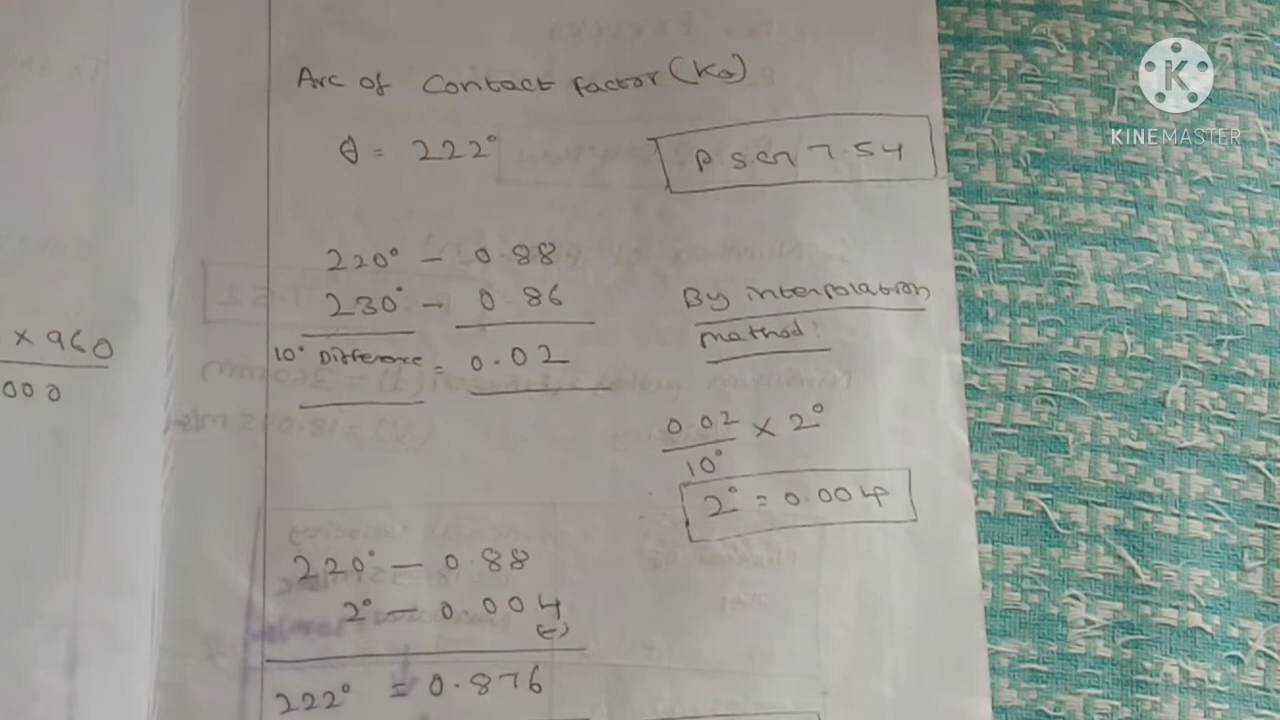 Arc of Contact factor (Kθ)
θ = 222°
P S G 7.54
220° - 0.88
230° - 0.86
10° Difference = 0.02
By interpolation
method:
0.02
10°
× 2°
2° = 0.004
220° - 0.88
2° - 0.004
(-)
222° = 0.876
× 960
000
K
KINEMASTER